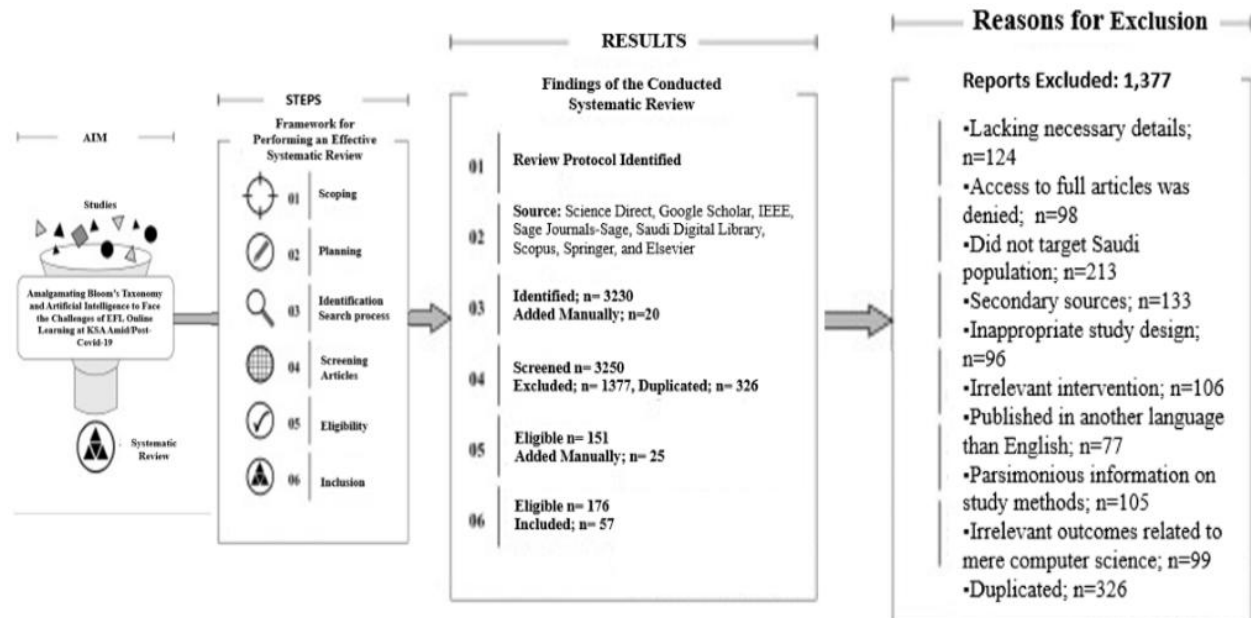 AIM
Studies
Amalgamating Bloom's Taxonomy
and Artificial Intelligence to Face
the Challenges of EFL Online
Learning at KSA Amid/Post-
Covid-19
Systematic
Review
STEPS
Framework for
Performing an Effective
Systematic Review
01 Scoping
02 Planning
03 Identification
Search process
04 Screening
Articles
05 Eligibility
06 Inclusion
RESULTS
Findings of the Conducted
Systematic Review
01 Review Protocol Identified
02 Source: Science Direct, Google Scholar, IEEE,
Sage Journals-Sage, Saudi Digital Library,
Scopus, Springer, and Elsevier
03 Identified; n= 3230
Added Manually; n=20
04 Screened n= 3250
Excluded; n= 1377, Duplicated; n= 326
05 Eligible n= 151
Added Manually; n= 25
06 Eligible n= 176
Included; n= 57
Reasons for Exclusion
Reports Excluded: 1,377
•Lacking necessary details;
n=124
•Access to full articles was
denied; n=98
•Did not target Saudi
population; n=213
•Secondary sources; n=133
•Inappropriate study design;
n=96
•Irrelevant intervention; n=106
•Published in another language
than English; n=77
•Parsimonious information on
study methods; n=105
•Irrelevant outcomes related to
mere computer science; n=99
•Duplicated; n=326